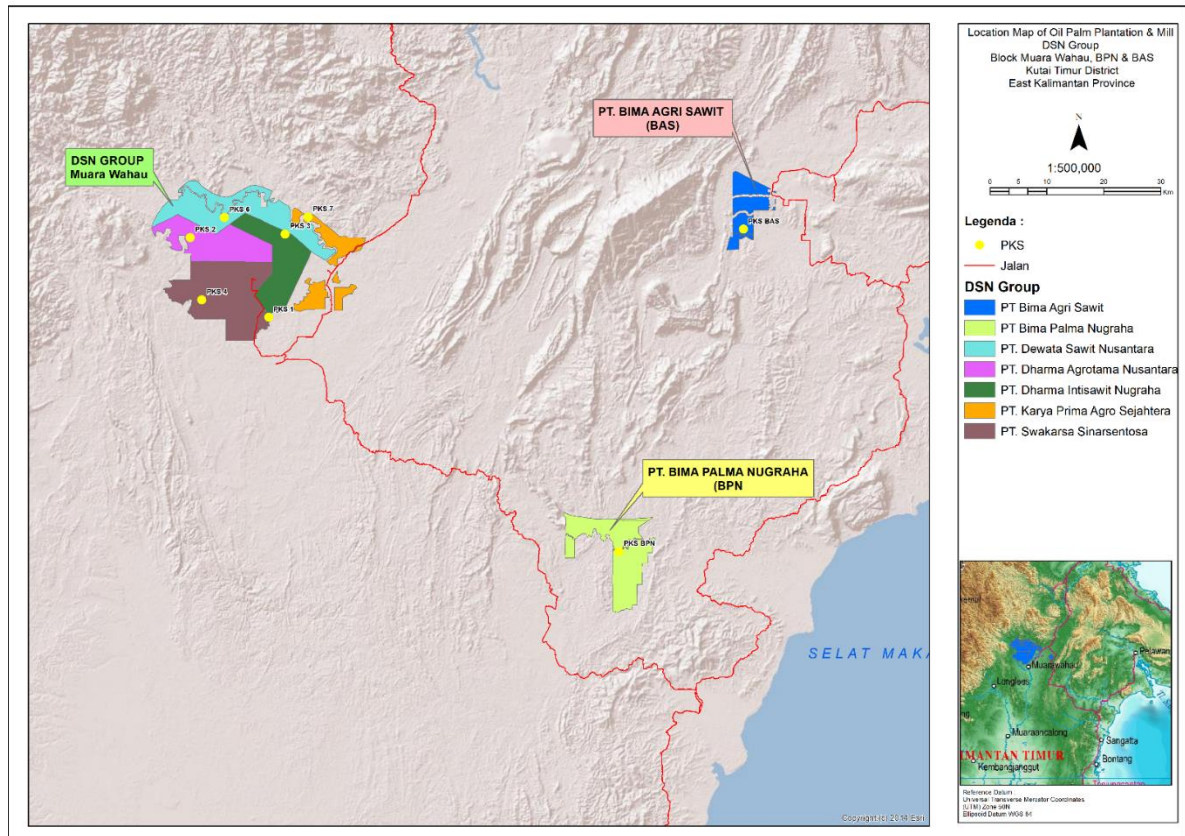 Location Map of Oil Palm Plantation & Mill
DSN Group
Block Muara Wahau, BPN & BAS
Kutai Timur District
East Kalimantan Province
N
1:500,000
0 5 10 20 30
Km
Legenda :
PKS
Jalan
DSN Group
PT Bima Agri Sawit
PT Bima Palma Nugraha
PT. Dewata Sawit Nusantara
PT. Dharma Agrotama Nusantara
PT. Dharma Intisawit Nugraha
PT. Karya Prima Agro Sejahtera
PT. Swakarsa Sinarsentosa
PT. BIMA AGRI SAWIT
(BAS)
DSN GROUP
Muara Wahau
PKS 6
PKS 7
PKS 2
PKS 3
PKS BAS
PKS 4
PKS 1
PT. BIMA PALMA NUGRAHA
(BPN
PKS BPN
SELAT MAKA
Muarawahau
Pelawan
Longlees
Muaraancalong
Sangatta
IMANTAN TIMUR
Kembangjanggut
Bontang
Reference Datum
Universal Transverse Mercator Coordinates
(UTM) Zone 50N
Ellipsoid Datum WGS 84
Copyright (c) 2014 Esri